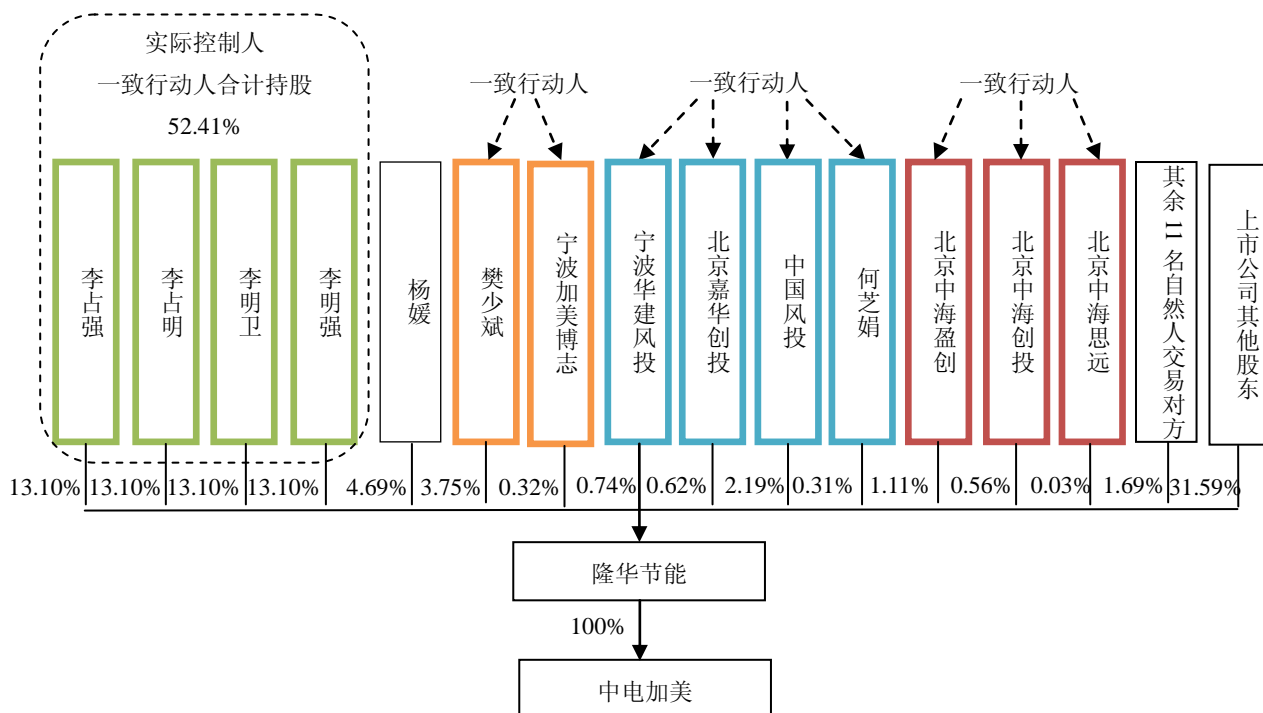 实际控制人
一致行动人合计持股
52.41%
一致行动人
一致行动人
一致行动人
李占强
李占明
李明卫
李明强
杨媛
樊少斌
宁波加美博志
宁波华建风投
北京嘉华创投
中国风投
何芝娟
北京中海盈创
北京中海创投
北京中海思远
其余11名自然人交易对方
上市公司其他股东
13.10%
13.10%
13.10%
13.10%
4.69%
3.75%
0.32%
0.74%
0.62%
2.19%
0.31%
1.11%
0.56%
0.03%
1.69%
31.59%
隆华节能
100%
中电加美